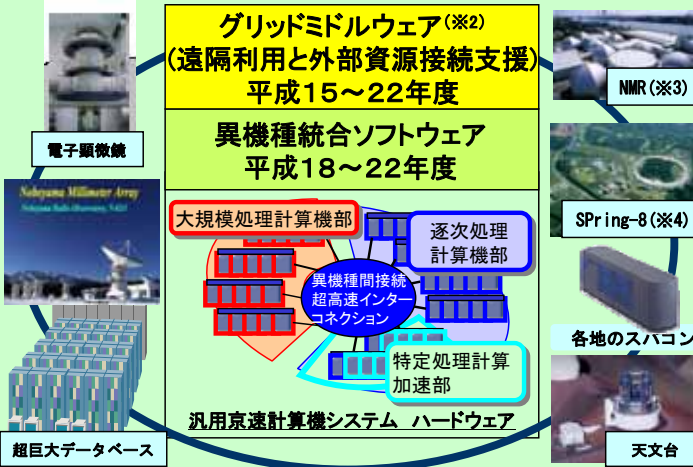 グリッドミドルウェア(※2)
(遠隔利用と外部資源接続支援)
平成15～22年度
異機種統合ソフトウェア
平成18～22年度
電子顕微鏡
NMR(※3)
Nobeyama Millimeter Array
Nobeyama Radio Observatory, NAOJ
SPring-8(※4)
大規模処理計算機部
逐次処理
計算機部
異機種間接続
超高速インター
コネクション
特定処理計算
加速部
各地のスパコン
汎用京速計算機システム ハードウェア
超巨大データベース
天文台